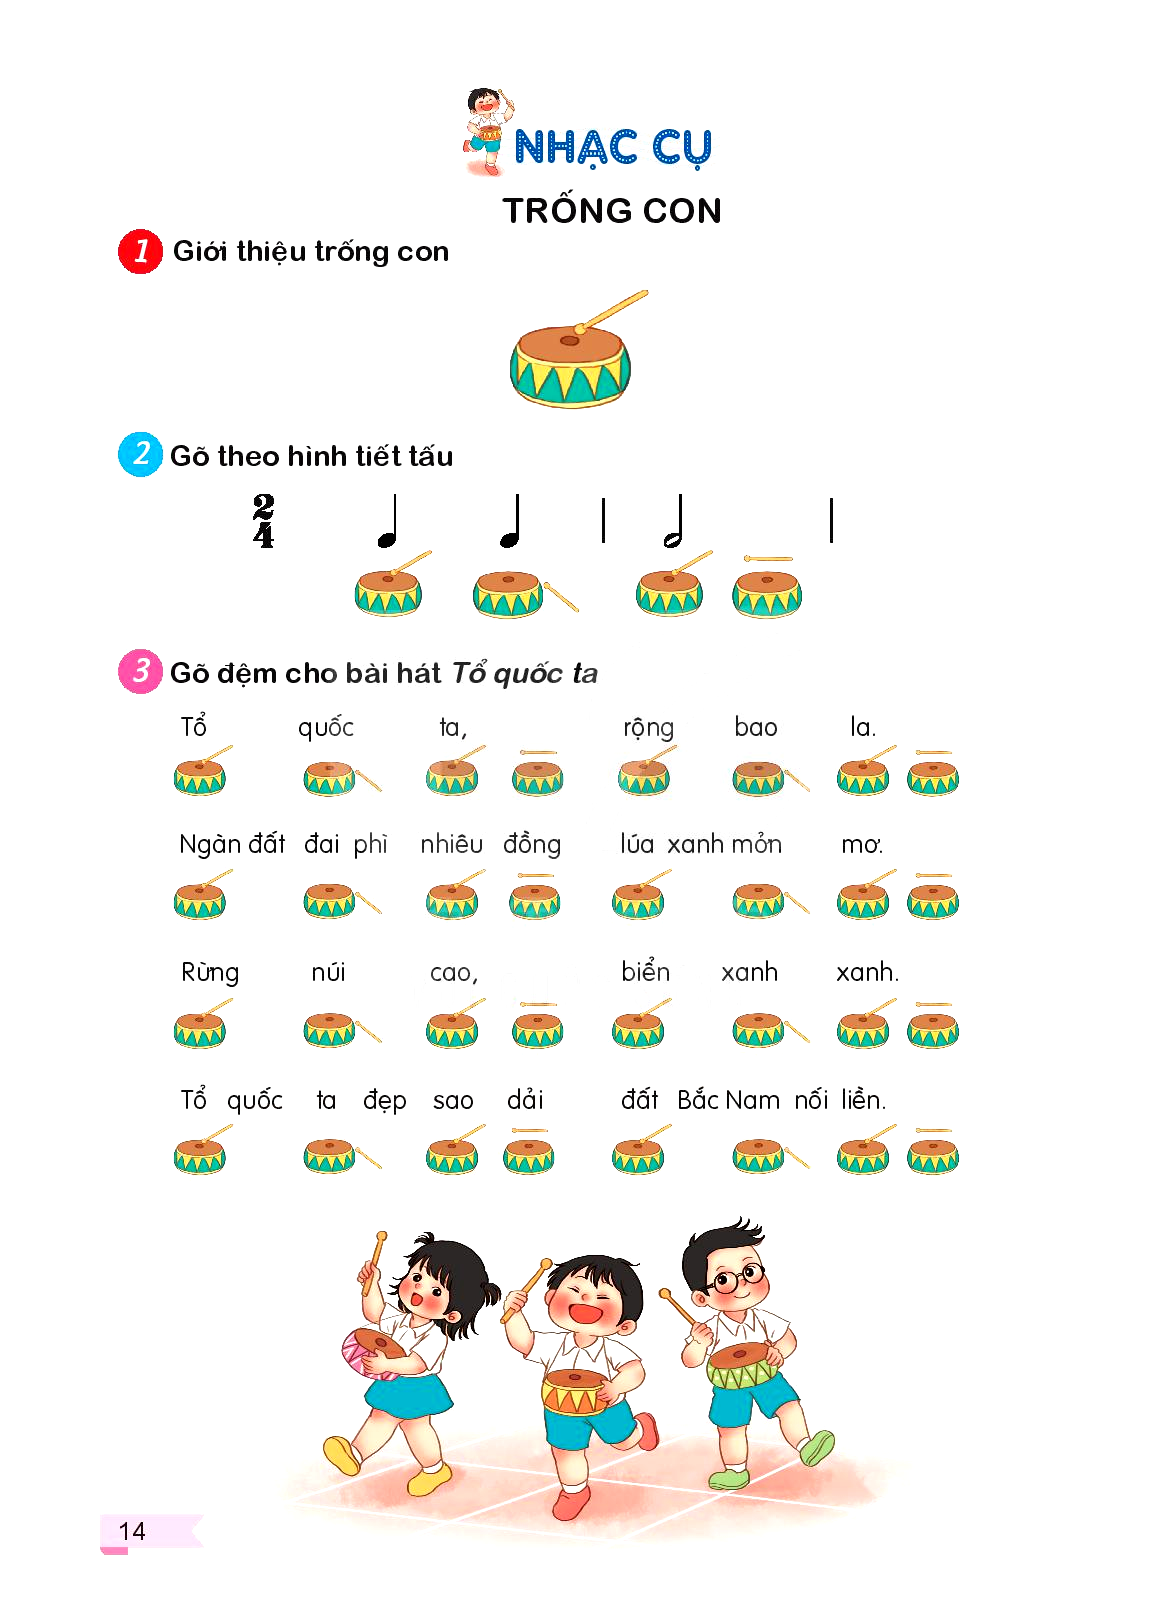 NHẠC CỤ
TRỐNG CON
1 Giới thiệu trống con
2 Gõ theo hình tiết tấu
2
4
3 Gõ đệm cho bài hát Tổ quốc ta
Tổ quốc ta, rộng bao la.
Ngàn đất đai phì nhiêu đồng lúa xanh mởn mơ.
Rừng núi cao, biển xanh xanh.
Tổ quốc ta đẹp sao dải đất Bắc Nam nối liền.
14